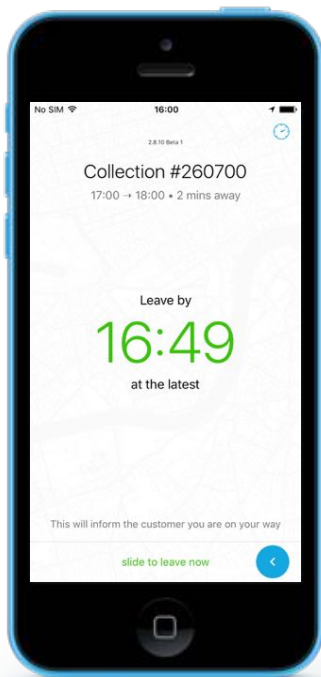 No SIM 16:00
2.8.10 Beta 1
Collection #260700
17:00 → 18:00 • 2 mins away
Leave by
16:49
at the latest
This will inform the customer you are on your way
slide to leave now